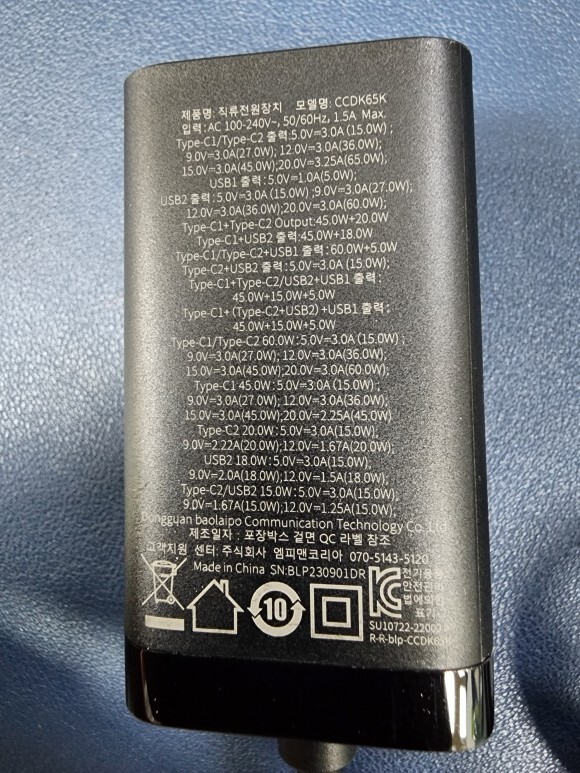 제품명: 직류전원장치 모델명: CCDK65K
입력: AC 100-240V~, 50/60Hz, 1.5A Max.
Type-C1/Type-C2 출력:5.0V=3.0A (15.0W) ;
9.0V=3.0A(27.0W); 12.0V=3.0A(36.0W);
15.0V=3.0A(45.0W);20.0V=3.25A(65.0W);
USB1 출력 : 5.0V=1.0A(5.0W);
USB2 출력 : 5.0V=3.0A (15.0W) ;9.0V=3.0A(27.0W);
12.0V=3.0A(36.0W);20.0V=3.0A(60.0W);
Type-C1+Type-C2 Output:45.0W+20.0W
Type-C1+USB2 출력:45.0W+18.0W
Type-C1/Type-C2+USB1 출력: 60.0W+5.0W
Type-C2+USB2 출력 : 5.0V=3.0A (15.0W);
Type-C1+Type-C2/USB2+USB1 출력 :
45.0W+15.0W+5.0W
Type-C1+ (Type-C2+USB2) +USB1 출력:
45.0W+15.0W+5.0W
Type-C1/Type-C2 60.0W : 5.0V=3.0A (15.0W) ;
9.0V=3.0A(27.0W); 12.0V=3.0A(36.0W);
15.0V=3.0A(45.0W);20.0V=3.0A(60.0W);
Type-C1 45.0W : 5.0V=3.0A (15.0W) ;
9.0V=3.0A(27.0W); 12.0V=3.0A(36.0W);
15.0V=3.0A(45.0W);20.0V=2.25A(45.0W)
Type-C2 20.0W : 5.0V=3.0A(15.0W);
9.0V=2.22A(20.0W);12.0V=1.67A(20.0W);
USB2 18.0W : 5.0V=3.0A(15.0W);
9.0V=2.0A(18.0W);12.0V=1.5A(18.0W);
Type-C2/USB2 15.0W : 5.0V=3.0A(15.0W);
9.0V=1.67A(15.0W);12.0V=1.25A(15.0W);
Dongguan baolaipo Communication Technology Co. Ltd
제조일자 : 포장박스 겉면 QC 라벨 참조
고객지원 센터: 주식회사 엠피맨코리아 070-5143-5120
Made in China SN:BLP230901DR
10
전기용품
안전관리
법에의한
표기
SU10722-22009
R-R-blp-CCDK65K